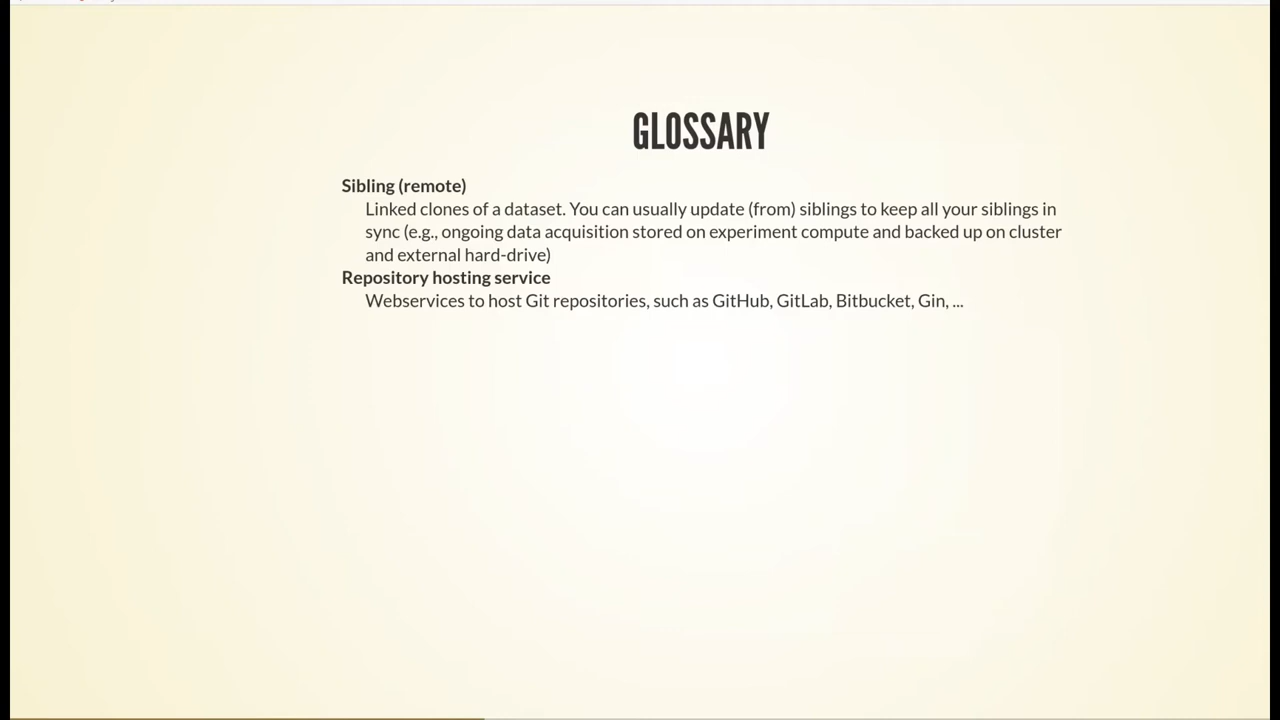 GLOSSARY
Sibling (remote)
Linked clones of a dataset. You can usually update (from) siblings to keep all your siblings in
sync (e.g., ongoing data acquisition stored on experiment compute and backed up on cluster
and external hard-drive)
Repository hosting service
Webservices to host Git repositories, such as GitHub, GitLab, Bitbucket, Gin, ...